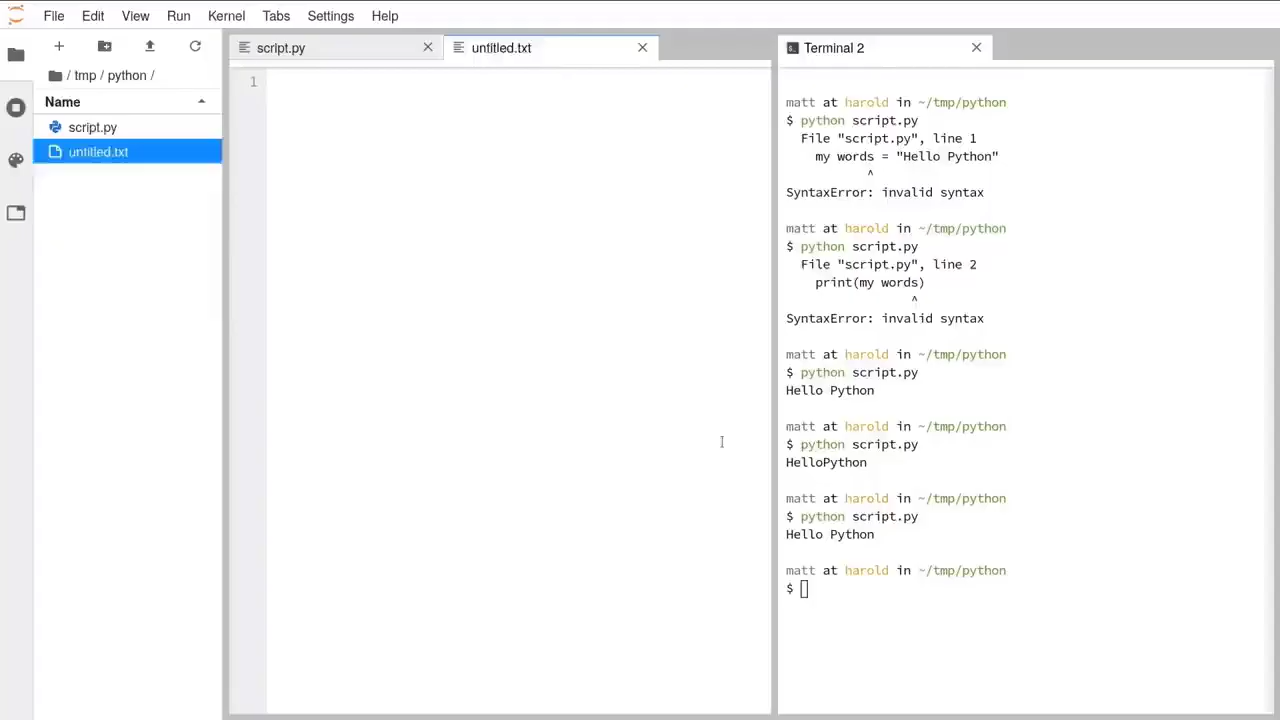 File Edit View Run Kernel Tabs Settings Help
/ tmp / python /
Name
script.py
untitled.txt
script.py
untitled.txt
1
Terminal 2
matt at harold in ~/tmp/python
$ python script.py
File "script.py", line 1
my words = "Hello Python"
^
SyntaxError: invalid syntax
matt at harold in ~/tmp/python
$ python script.py
File "script.py", line 2
print(my words)
^
SyntaxError: invalid syntax
matt at harold in ~/tmp/python
$ python script.py
Hello Python
matt at harold in ~/tmp/python
$ python script.py
HelloPython
matt at harold in ~/tmp/python
$ python script.py
Hello Python
matt at harold in ~/tmp/python
$